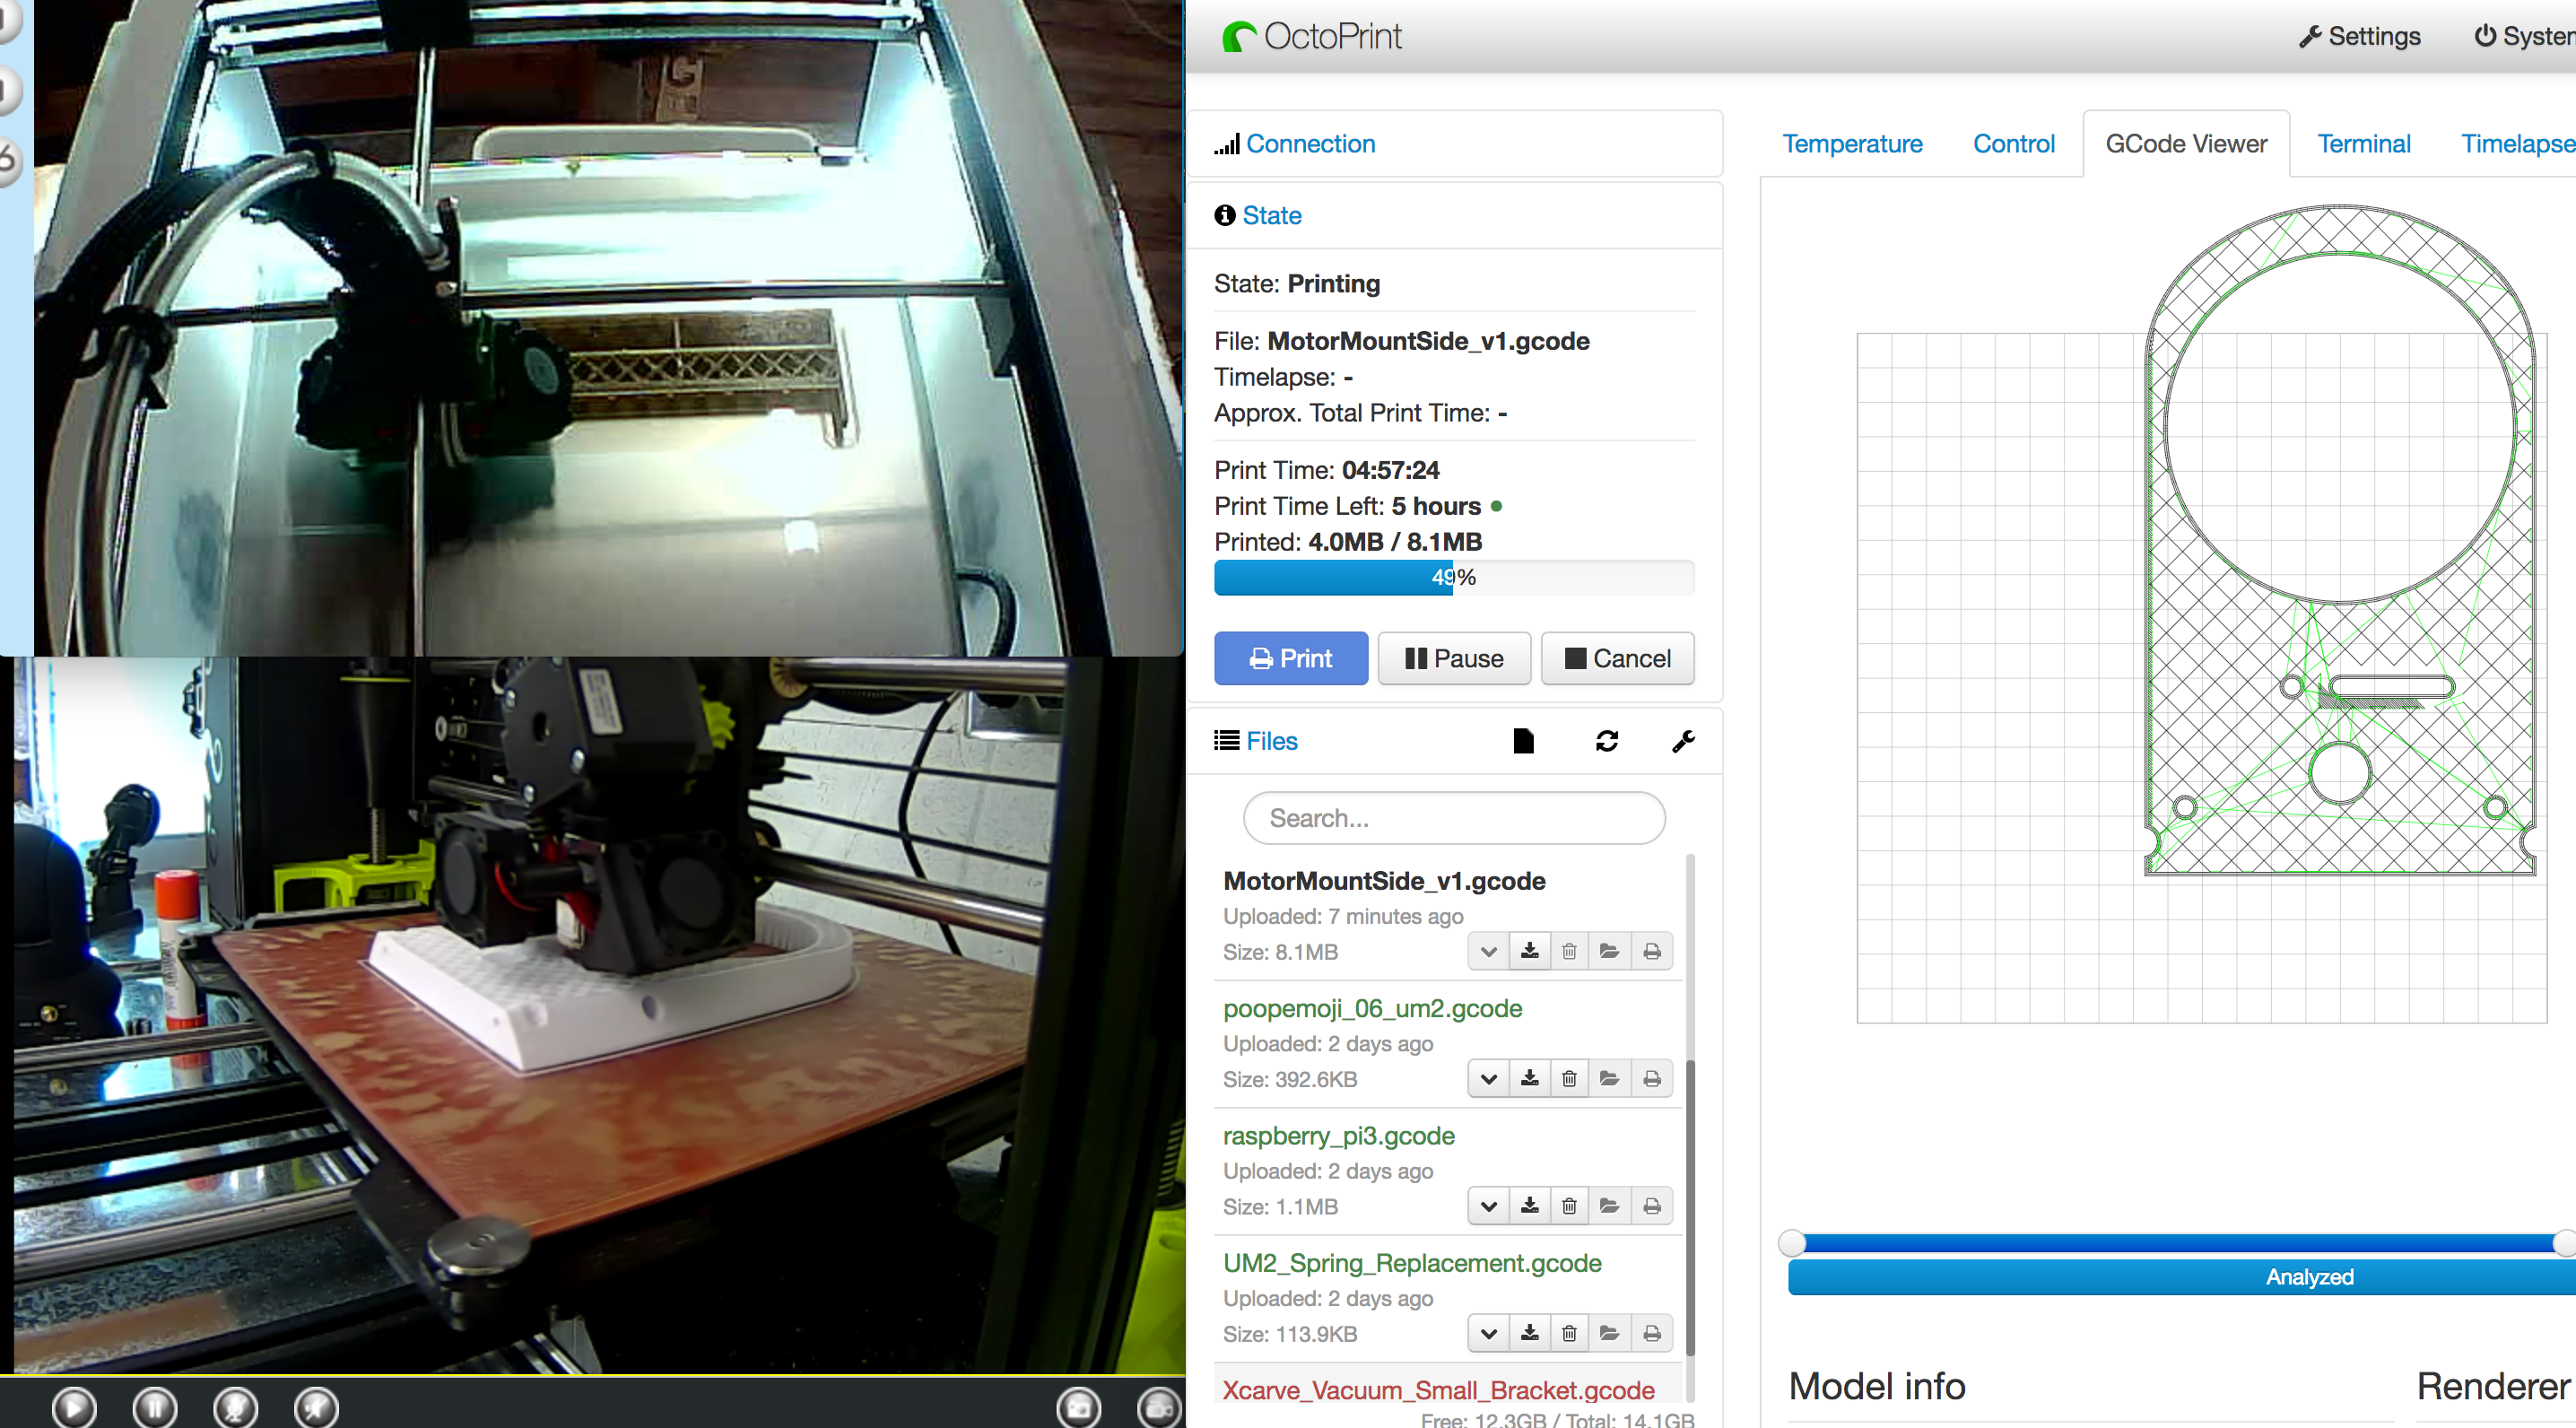 OctoPrint
Settings
System
Connection
State
State: Printing
File: MotorMountSide_v1.gcode
Timelapse: -
Approx. Total Print Time: -
Print Time: 04:57:24
Print Time Left: 5 hours
Printed: 4.0MB / 8.1MB
49%
Print
Pause
Cancel
Files
Search...
MotorMountSide_v1.gcode
Uploaded: 7 minutes ago
Size: 8.1MB
poopemoji_06_um2.gcode
Uploaded: 2 days ago
Size: 392.6KB
raspberry_pi3.gcode
Uploaded: 2 days ago
Size: 1.1MB
UM2_Spring_Replacement.gcode
Uploaded: 2 days ago
Size: 113.9KB
Xcarve_Vacuum_Small_Bracket.gcode
Free: 12.3GB / Total: 14.1GB
Temperature
Control
GCode Viewer
Terminal
Timelapse
Analyzed
Model info
Renderer